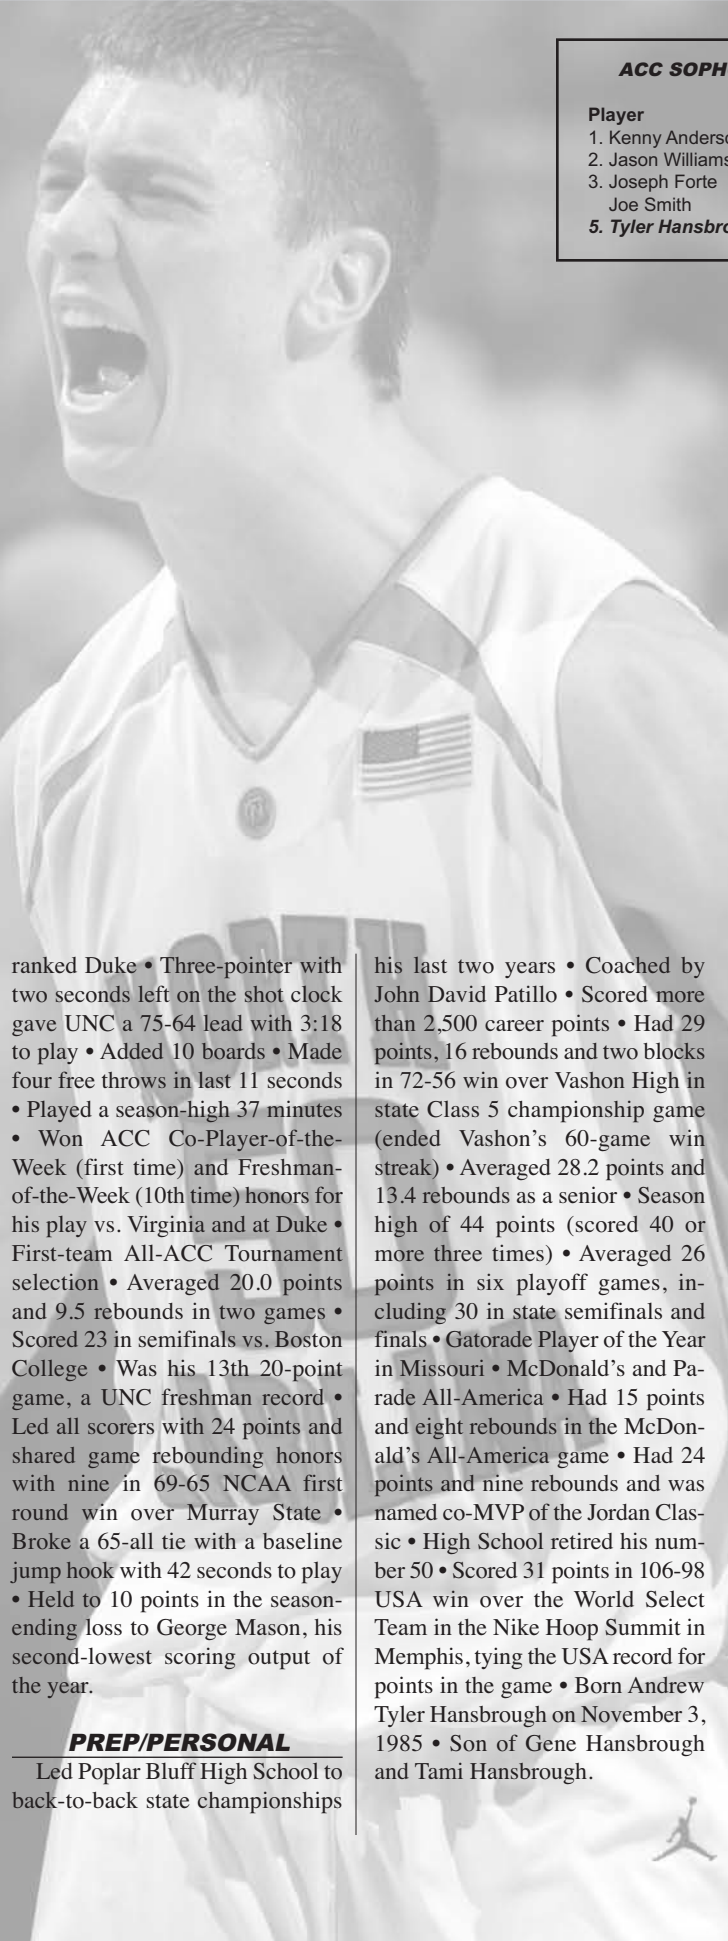 ACC SOPH
Player
1. Kenny Anders
2. Jason Williams
3. Joseph Forte
Joe Smith
5. Tyler Hansbro
NORTH
50
CAROLINA
ranked Duke • Three-pointer with
two seconds left on the shot clock
gave UNC a 75-64 lead with 3:18
to play • Added 10 boards • Made
four free throws in last 11 seconds
• Played a season-high 37 minutes
• Won ACC Co-Player-of-the-
Week (first time) and Freshman-
of-the-Week (10th time) honors for
his play vs. Virginia and at Duke •
First-team All-ACC Tournament
selection • Averaged 20.0 points
and 9.5 rebounds in two games •
Scored 23 in semifinals vs. Boston
College • Was his 13th 20-point
game, a UNC freshman record •
Led all scorers with 24 points and
shared game rebounding honors
with nine in 69-65 NCAA first
round win over Murray State •
Broke a 65-all tie with a baseline
jump hook with 42 seconds to play
• Held to 10 points in the season-
ending loss to George Mason, his
second-lowest scoring output of
the year.
PREP/PERSONAL
Led Poplar Bluff High School to
back-to-back state championships
his last two years • Coached by
John David Patillo • Scored more
than 2,500 career points • Had 29
points, 16 rebounds and two blocks
in 72-56 win over Vashon High in
state Class 5 championship game
(ended Vashon's 60-game win
streak) • Averaged 28.2 points and
13.4 rebounds as a senior • Season
high of 44 points (scored 40 or
more three times) • Averaged 26
points in six playoff games, in-
cluding 30 in state semifinals and
finals • Gatorade Player of the Year
in Missouri • McDonald's and Pa-
rade All-America • Had 15 points
and eight rebounds in the McDon-
ald's All-America game • Had 24
points and nine rebounds and was
named co-MVP of the Jordan Clas-
sic • High School retired his num-
ber 50 • Scored 31 points in 106-98
USA win over the World Select
Team in the Nike Hoop Summit in
Memphis, tying the USA record for
points in the game • Born Andrew
Tyler Hansbrough on November 3,
1985 • Son of Gene Hansbrough
and Tami Hansbrough.